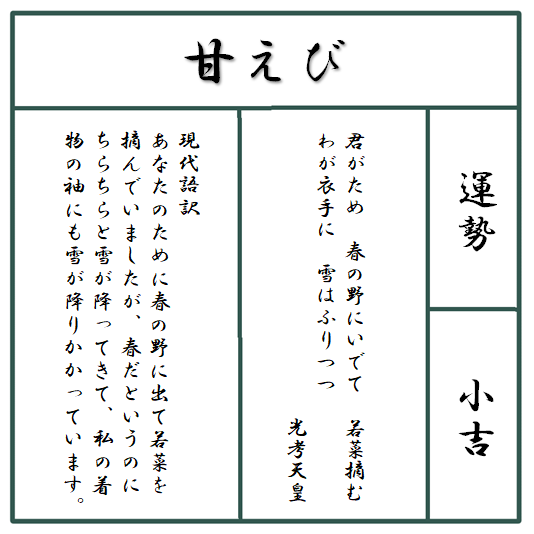 甘えび
運勢
小吉
君がため　春の野にいでて　若菜摘む
わが衣手に　雪はふりつつ
光考天皇
現代語訳
あなたのために春の野に出て若菜を
摘んでいましたが、春だというのに
ちらちらと雪が降ってきて、私の着
物の袖にも雪が降りかかっています。